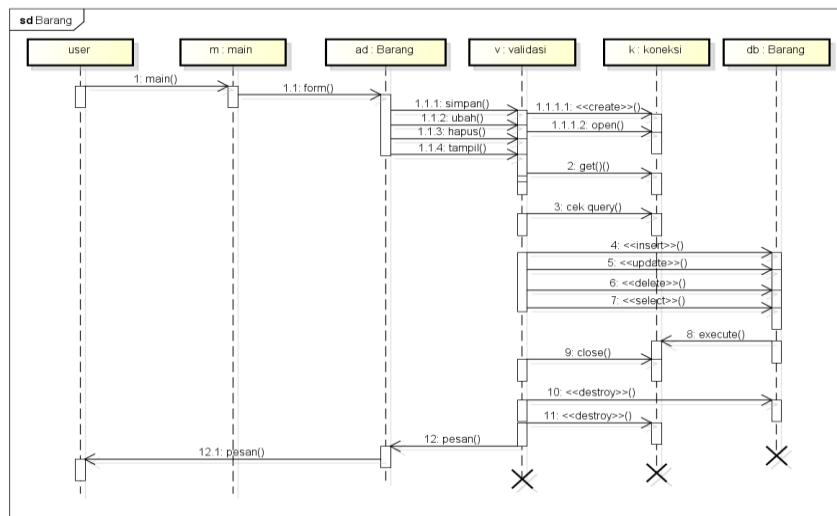 sd Barang
user
m : main
ad : Barang
v : validasi
k : koneksi
db : Barang
1: main()
1.1: form()
1.1.1: simpan()
1.1.1.1: <<create>>()
1.1.2: ubah()
1.1.1.2: open()
1.1.3: hapus()
1.1.4: tampil()
2: get()()
3: cek query()
4: <<insert>>()
5: <<update>>()
6: <<delete>>()
7: <<select>>()
8: execute()
9: close()
10: <<destroy>>()
11: <<destroy>>()
12: pesan()
12.1: pesan()